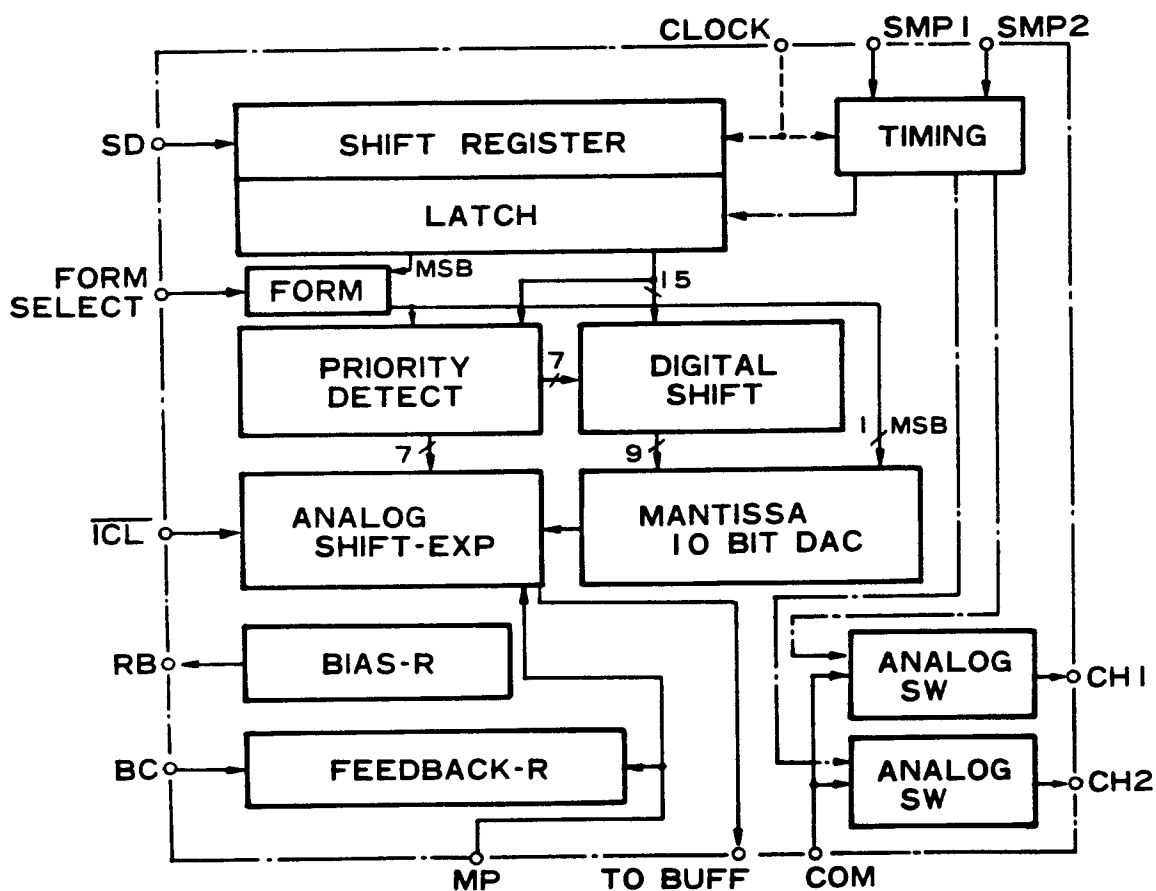 CLOCK
SMP1
SMP2
SD
SHIFT REGISTER
TIMING
LATCH
MSB
FORM
SELECT
FORM
15
PRIORITY
DETECT
7
DIGITAL
SHIFT
1
MSB
7
9
ICL
ANALOG
SHIFT-EXP
MANTISSA
10 BIT DAC
RB
BIAS-R
ANALOG
SW
CH1
BC
FEEDBACK-R
ANALOG
SW
CH2
MP
TO BUFF
COM